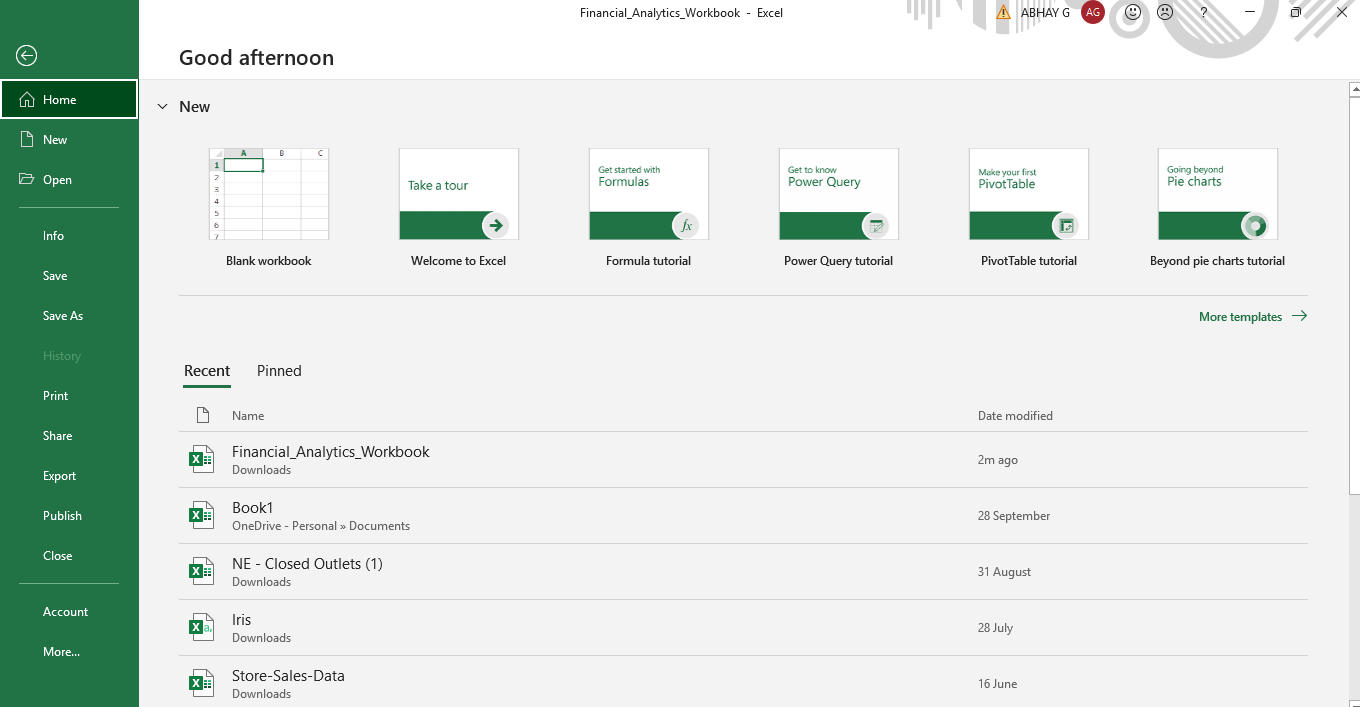 Financial_Analytics_Workbook - Excel
ABHAY G
AG
?
Good afternoon
Home
New
Open
Info
Save
Save As
History
Print
Share
Export
Publish
Close
Account
More...
New
A B C
1
2
3
4
5
6
7
Blank workbook
Take a tour
Welcome to Excel
Get started with
Formulas
fx
Formula tutorial
Get to know
Power Query
Power Query tutorial
Make your first
PivotTable
PivotTable tutorial
Going beyond
Pie charts
Beyond pie charts tutorial
More templates
Recent Pinned
Name Date modified
Financial_Analytics_Workbook
Downloads
2m ago
Book1
OneDrive - Personal » Documents
28 September
NE - Closed Outlets (1)
Downloads
31 August
Iris
Downloads
28 July
Store-Sales-Data
Downloads
16 June